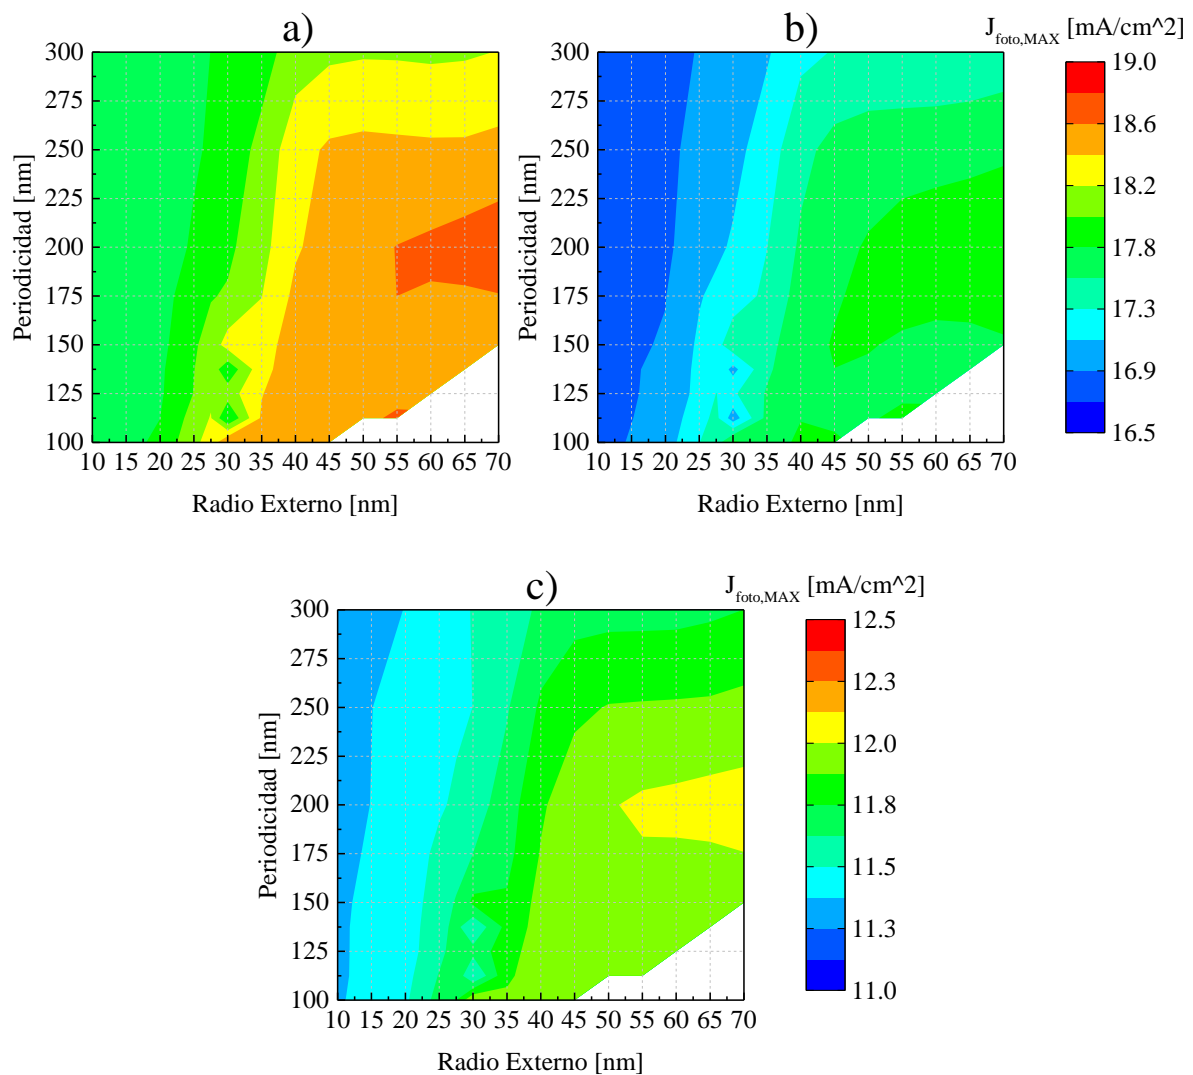 a)
b)
J_foto,MAX [mA/cm^2]
Periodicidad [nm]
300
275
250
225
200
175
150
125
100
10 15 20 25 30 35 40 45 50 55 60 65 70
Radio Externo [nm]
Periodicidad [nm]
300
275
250
225
200
175
150
125
100
10 15 20 25 30 35 40 45 50 55 60 65 70
Radio Externo [nm]
19.0
18.6
18.2
17.8
17.3
16.9
16.5
c)
J_foto,MAX [mA/cm^2]
Periodicidad [nm]
300
275
250
225
200
175
150
125
100
10 15 20 25 30 35 40 45 50 55 60 65 70
Radio Externo [nm]
12.5
12.3
12.0
11.8
11.5
11.3
11.0